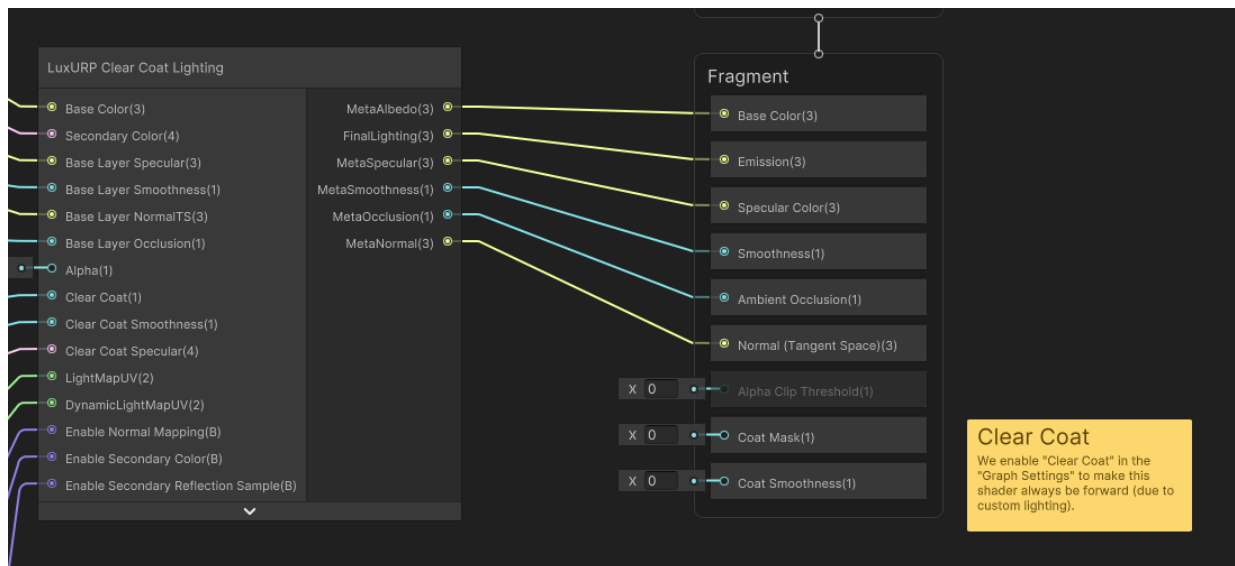 LuxURP Clear Coat Lighting
Base Color(3)
Secondary Color(4)
Base Layer Specular(3)
Base Layer Smoothness(1)
Base Layer NormalTS(3)
Base Layer Occlusion(1)
Alpha(1)
Clear Coat(1)
Clear Coat Smoothness(1)
Clear Coat Specular(4)
LightMapUV(2)
DynamicLightMapUV(2)
Enable Normal Mapping(B)
Enable Secondary Color(B)
Enable Secondary Reflection Sample(B)
MetaAlbedo(3)
FinalLighting(3)
MetaSpecular(3)
MetaSmoothness(1)
MetaOcclusion(1)
MetaNormal(3)
Fragment
Base Color(3)
Emission(3)
Specular Color(3)
Smoothness(1)
Ambient Occlusion(1)
Normal (Tangent Space)(3)
X 0 Alpha Clip Threshold(1)
X 0 Coat Mask(1)
X 0 Coat Smoothness(1)
Clear Coat
We enable "Clear Coat" in the
"Graph Settings" to make this
shader always be forward (due to
custom lighting).